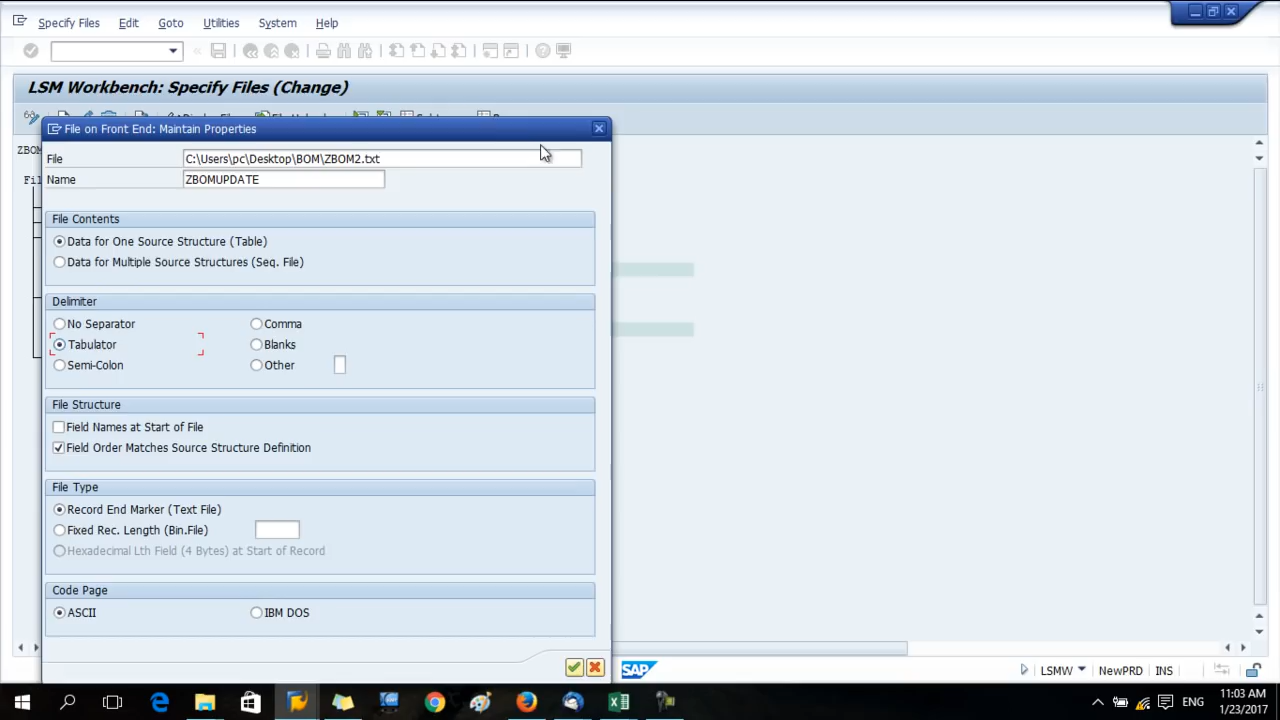 Specify Files Edit Goto Utilities System Help
LSM Workbench: Specify Files (Change)
File on Front End: Maintain Properties
File C:\Users\pc\Desktop\BOM\ZBOM2.txt
Name ZBOMUPDATE
File Contents
Data for One Source Structure (Table)
Data for Multiple Source Structures (Seq. File)
Delimiter
No Separator Comma
Tabulator Blanks
Semi-Colon Other
File Structure
Field Names at Start of File
Field Order Matches Source Structure Definition
File Type
Record End Marker (Text File)
Fixed Rec. Length (Bin.File)
Hexadecimal Lth Field (4 Bytes) at Start of Record
Code Page
ASCII IBM DOS
SAP LSMW NewPRD INS
ENG 11:03 AM
1/23/2017